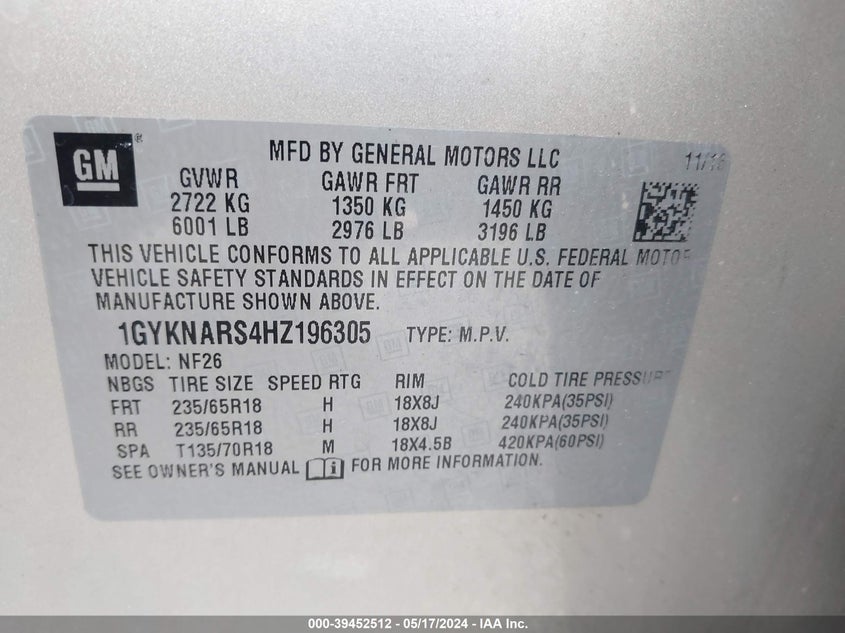 GM
MFD BY GENERAL MOTORS LLC
11/16
GVWR GAWR FRT GAWR RR
2722 KG 1350 KG 1450 KG
6001 LB 2976 LB 3196 LB
THIS VEHICLE CONFORMS TO ALL APPLICABLE U.S. FEDERAL MOTOR
VEHICLE SAFETY STANDARDS IN EFFECT ON THE DATE OF
MANUFACTURE SHOWN ABOVE.
1GYKNARS4HZ196305 TYPE: M.P.V.
MODEL: NF26
NBGS TIRE SIZE SPEED RTG RIM COLD TIRE PRESSURE
FRT 235/65R18 H 18X8J 240KPA(35PSI)
RR 235/65R18 H 18X8J 240KPA(35PSI)
SPA T135/70R18 M 18X4.5B 420KPA(60PSI)
SEE OWNER'S MANUAL FOR MORE INFORMATION.
000-39452512 - 05/17/2024 - IAA Inc.